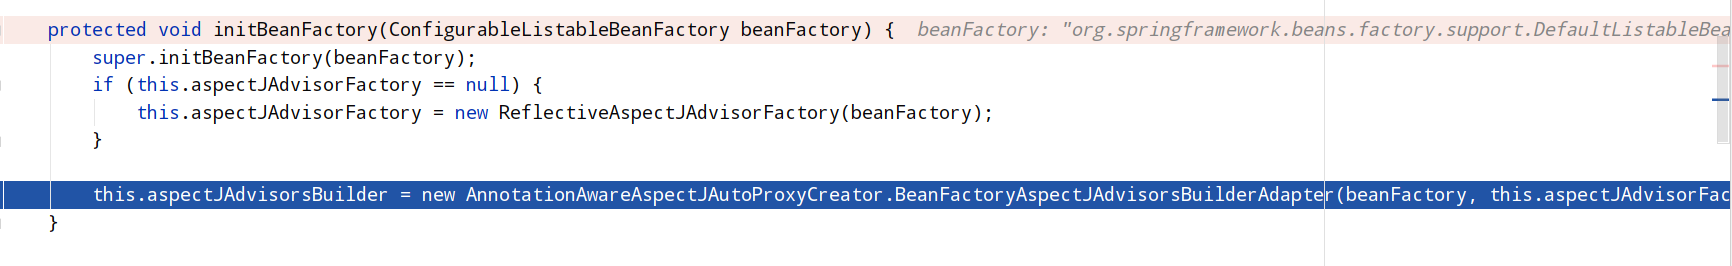 protected void initBeanFactory(ConfigurableListableBeanFactory beanFactory) {  beanFactory: "org.springframework.beans.factory.support.DefaultListableBea
    super.initBeanFactory(beanFactory);
    if (this.aspectJAdvisorFactory == null) {
        this.aspectJAdvisorFactory = new ReflectiveAspectJAdvisorFactory(beanFactory);
    }
    this.aspectJAdvisorsBuilder = new AnnotationAwareAspectJAutoProxyCreator.BeanFactoryAspectJAdvisorsBuilderAdapter(beanFactory, this.aspectJAdvisorFac
}